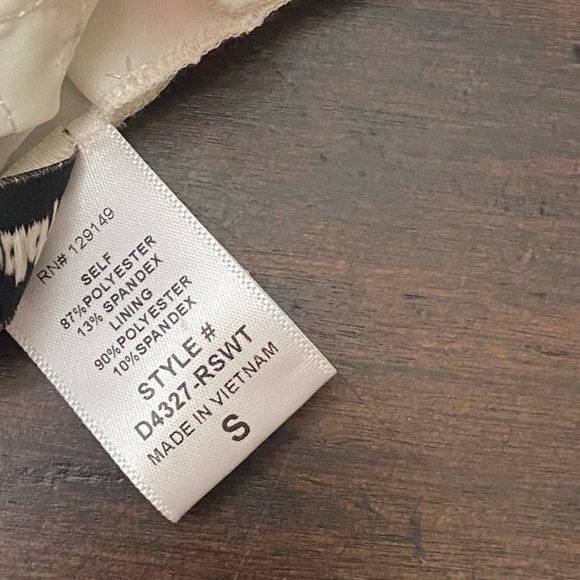 RN# 129149
SELF
87%POLYESTER
13% SPANDEX
LINING
90%POLYESTER
10%SPANDEX
STYLE #
D4327-RSWT
MADE IN VIETNAM
S